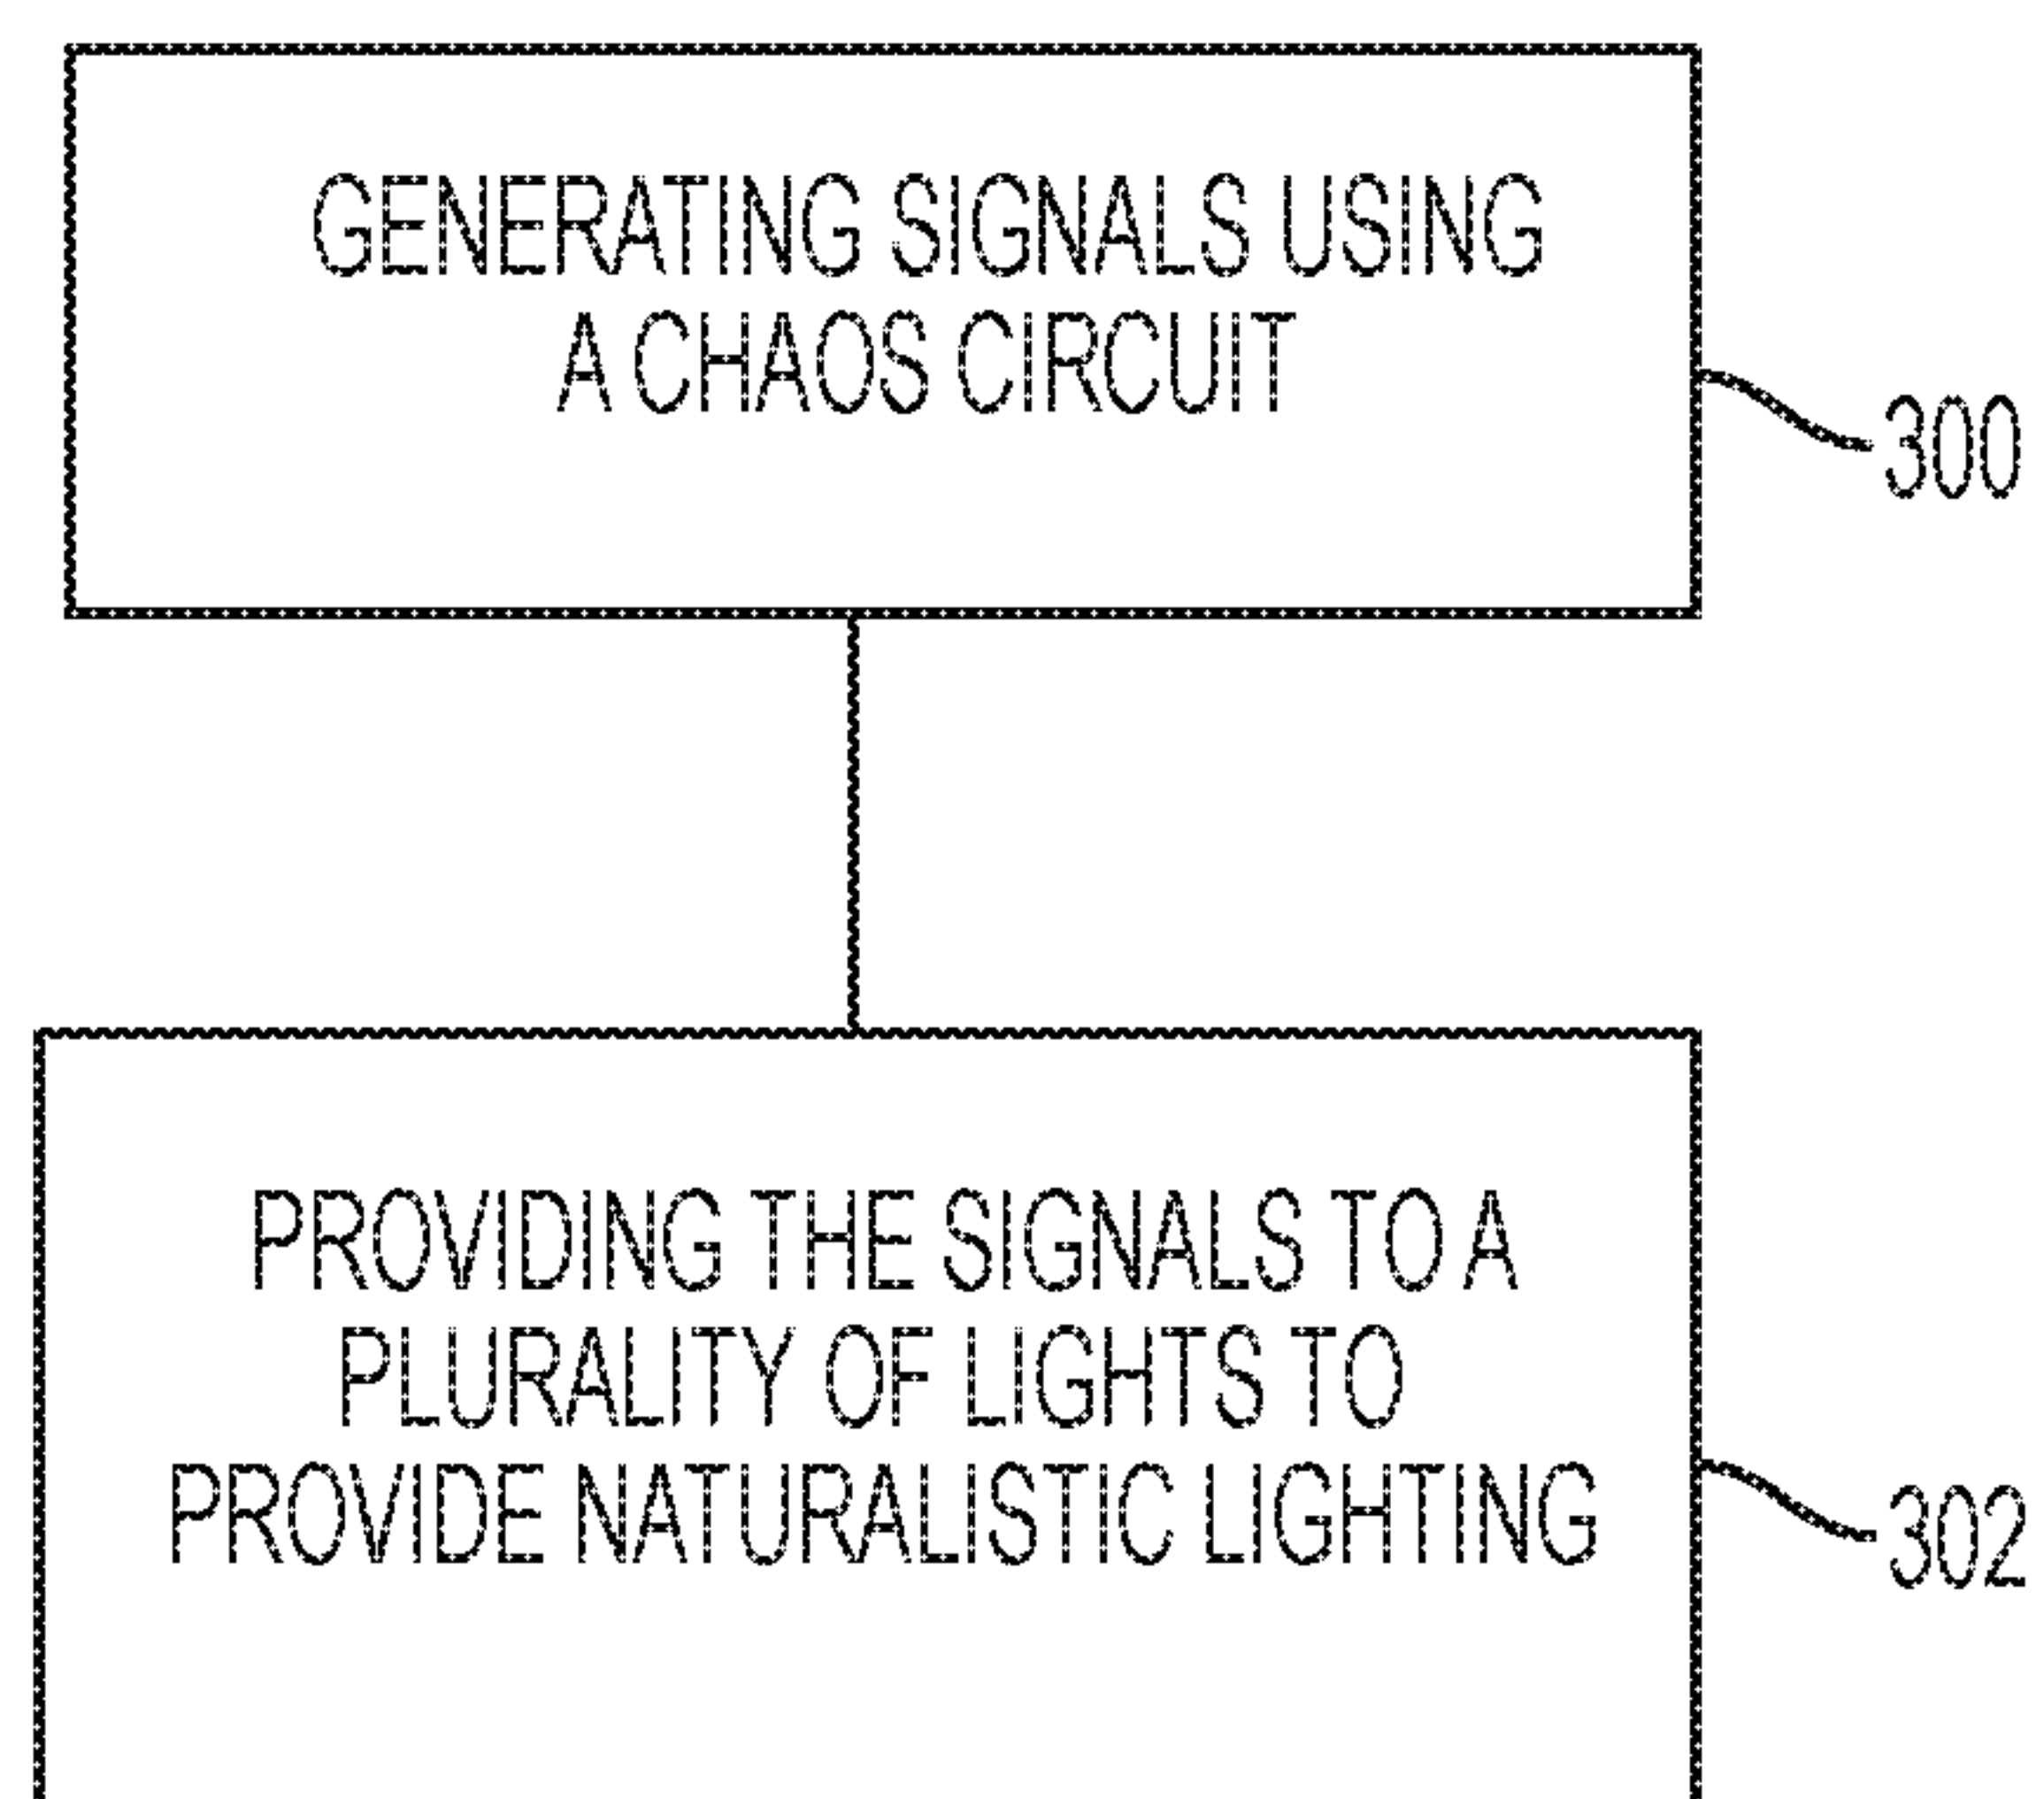 GENERATING SIGNALS USING
A CHAOS CIRCUIT
300
PROVIDING THE SIGNALS TO A
PLURALITY OF LIGHTS TO
PROVIDE NATURALISTIC LIGHTING
302